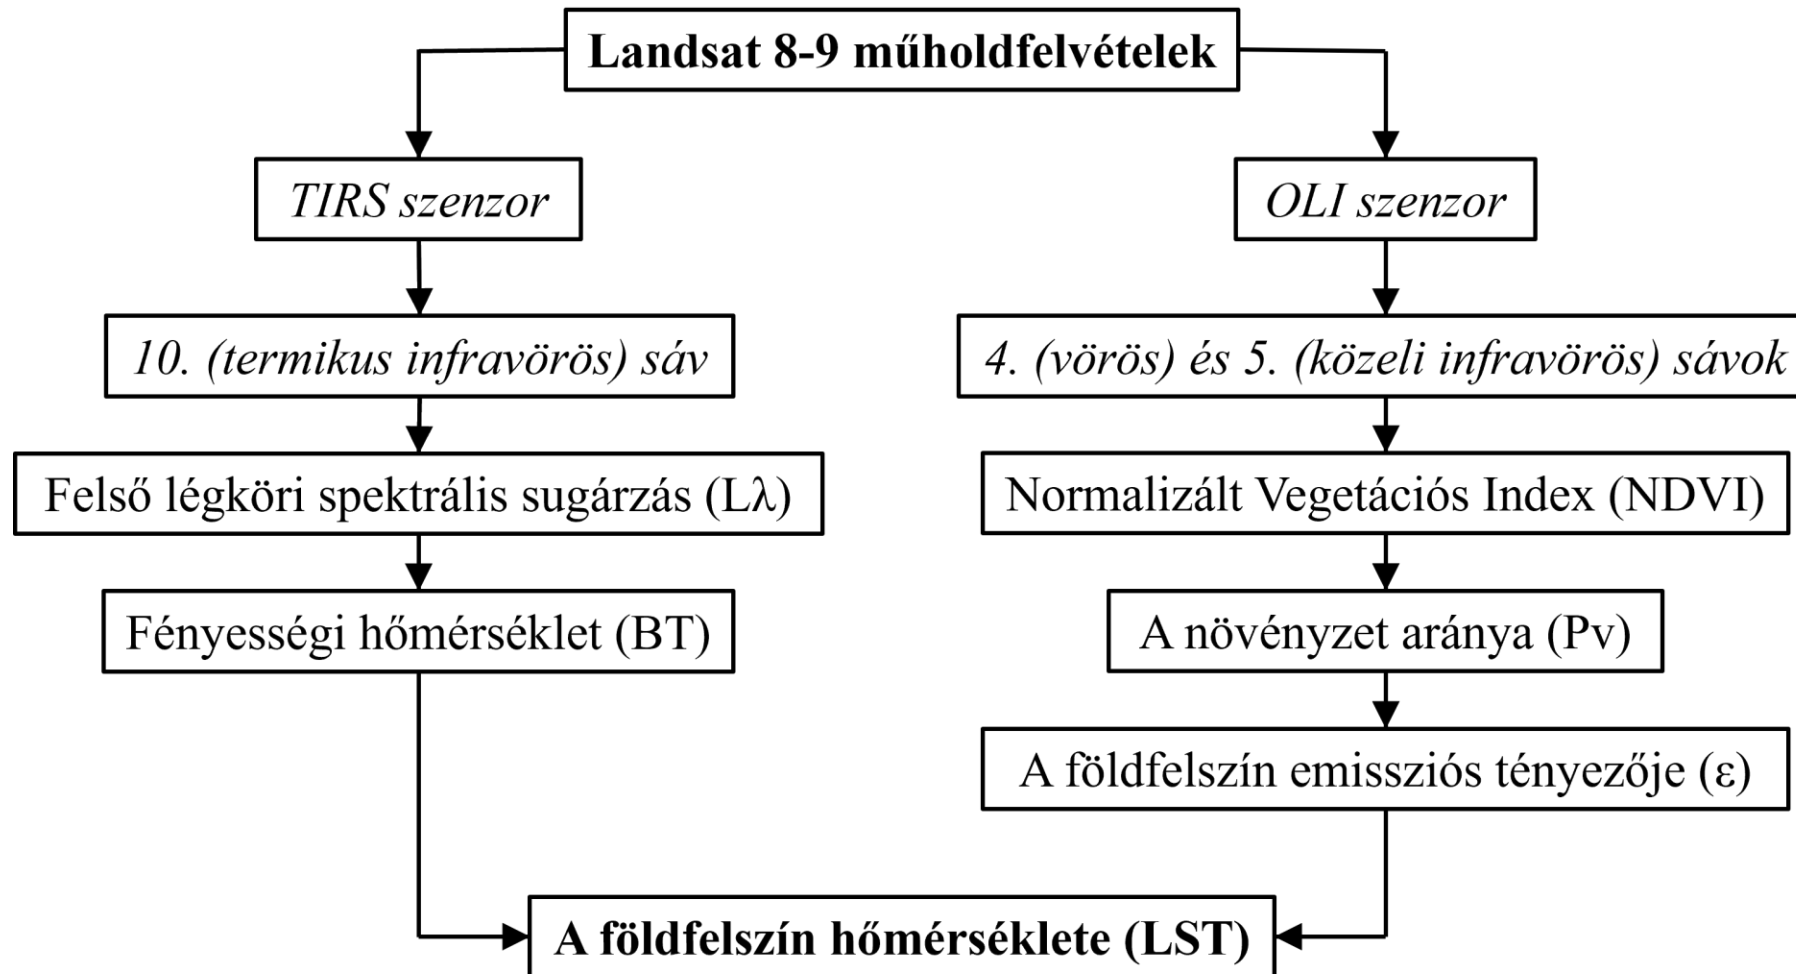 Landsat 8-9 műholdfelvételek
TIRS szenzor
OLI szenzor
10. (termikus infravörös) sáv
4. (vörös) és 5. (közeli infravörös) sávok
Felső légköri spektrális sugárzás (Lλ)
Normalizált Vegetációs Index (NDVI)
Fényességi hőmérséklet (BT)
A növényzet aránya (Pv)
A földfelszín emissziós tényezője (ε)
A földfelszín hőmérséklete (LST)